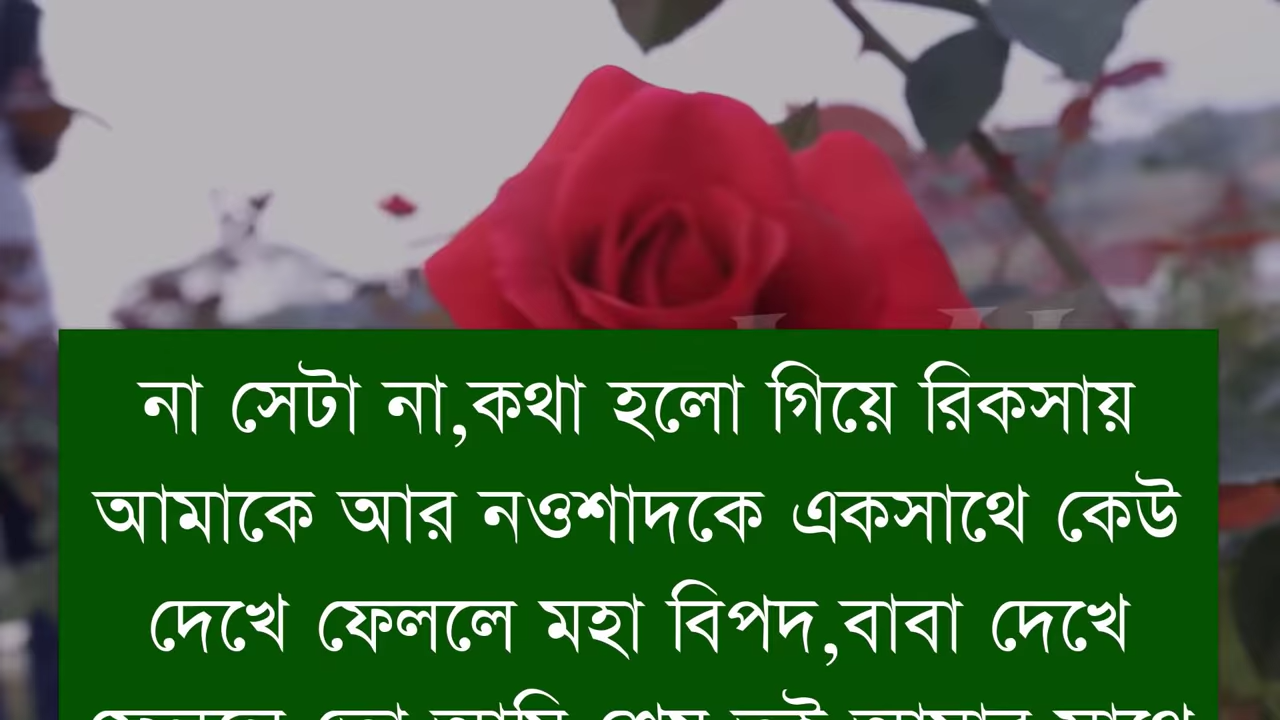 না সেটা না,কথা হলো গিয়ে রিকসায়
আমাকে আর নওশাদকে একসাথে কেউ
দেখে ফেললে মহা বিপদ,বাবা দেখে